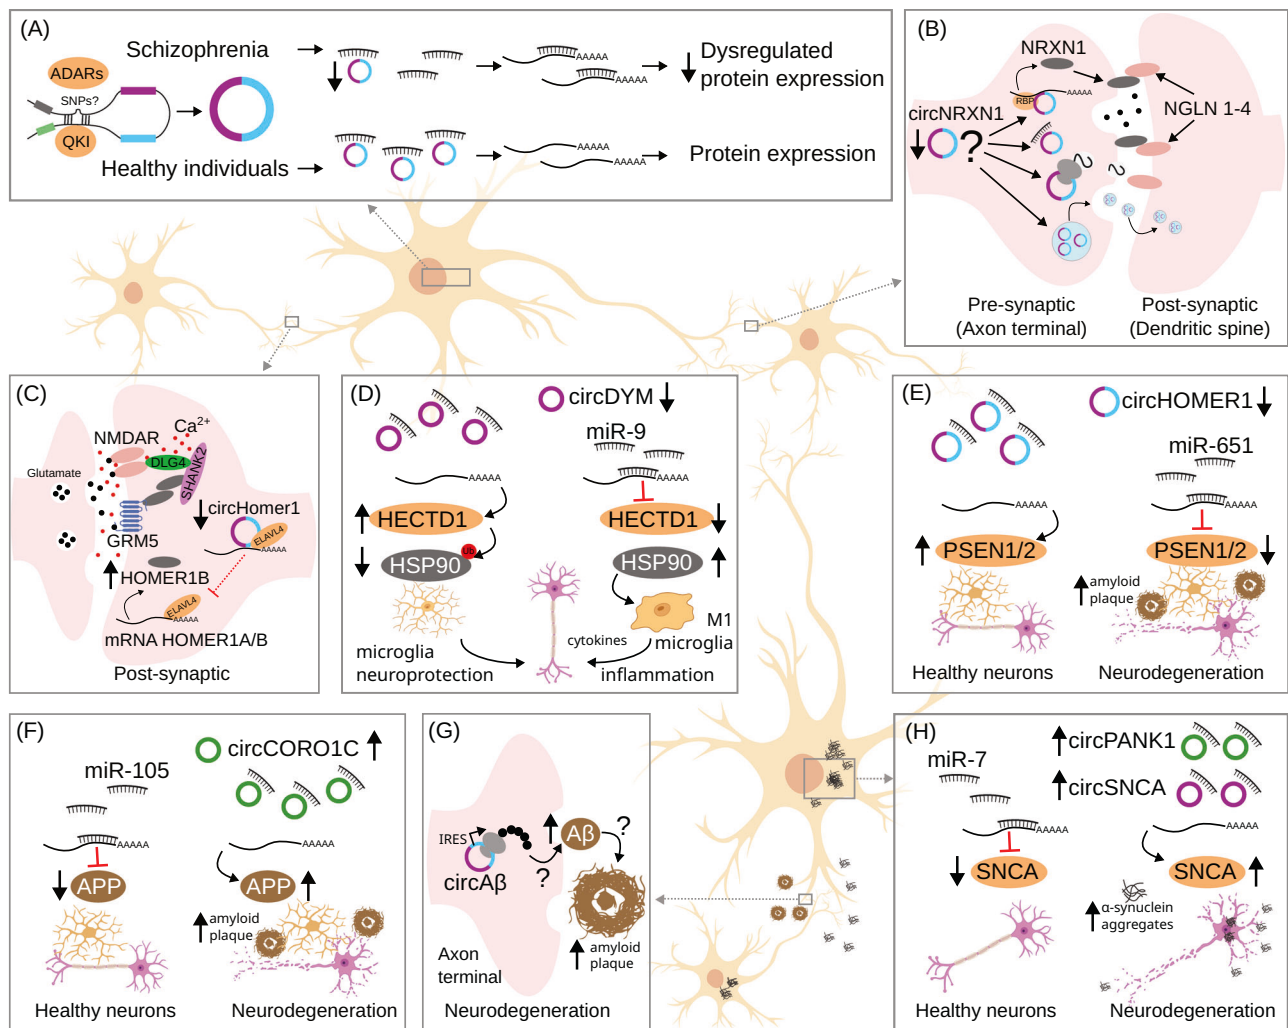 (A)
Schizophrenia
ADARs
SNPs?
QKI
Healthy individuals
AAAAA
AAAAA
Dysregulated
protein expression
AAAAA
AAAAA
Protein expression
(B)
NRXN1
AAAAA
RBP
circNRXN1
?
NGLN 1-4
Pre-synaptic
(Axon terminal)
Post-synaptic
(Dendritic spine)
(C)
Ca2+
NMDAR
DLG4
SHANK2
Glutamate
circHomer1
ELAVL4
AAAAA
GRM5
HOMER1B
ELAVL4
AAAAA
mRNA HOMER1A/B
Post-synaptic
(D)
circDYM
miR-9
AAAAA
AAAAA
HECTD1
HECTD1
Ub
HSP90
HSP90
M1
microglia
cytokines
microglia
neuroprotection
inflammation
(E)
circHOMER1
miR-651
AAAAA
AAAAA
PSEN1/2
PSEN1/2
amyloid
plaque
Healthy neurons
Neurodegeneration
(F)
circCORO1C
miR-105
AAAAA
AAAAA
APP
APP
amyloid
plaque
Healthy neurons
Neurodegeneration
(G)
IRES
circAβ
?
Aβ
?
amyloid
plaque
Axon
terminal
Neurodegeneration
(H)
circPANK1
miR-7
circSNCA
AAAAA
AAAAA
SNCA
SNCA
α-synuclein
aggregates
Healthy neurons
Neurodegeneration